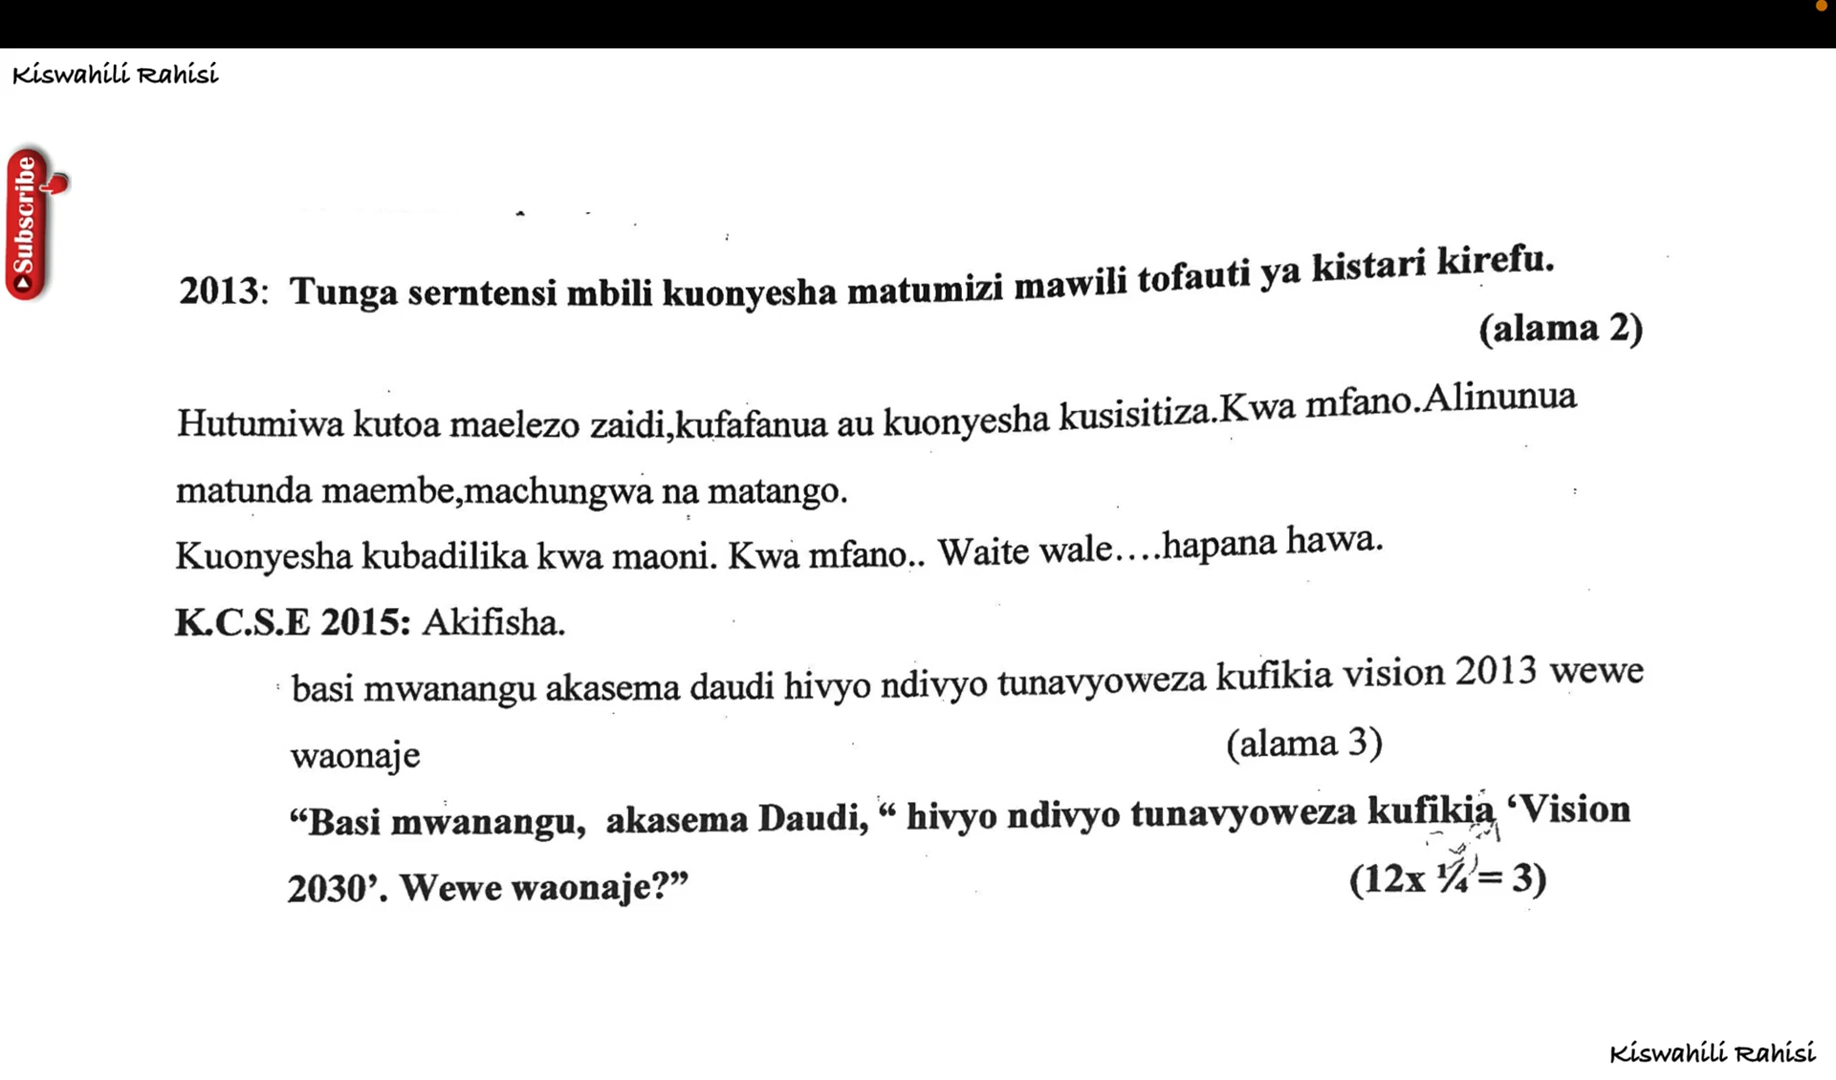 Kiswahili Rahisi
Subscribe
2013: Tunga serntensi mbili kuonyesha matumizi mawili tofauti ya kistari kirefu.
(alama 2)
Hutumiwa kutoa maelezo zaidi,kufafanua au kuonyesha kusisitiza.Kwa mfano.Alinunua
matunda maembe,machungwa na matango.
Kuonyesha kubadilika kwa maoni. Kwa mfano.. Waite wale….hapana hawa.
K.C.S.E 2015: Akifisha.
basi mwanangu akasema daudi hivyo ndivyo tunavyoweza kufikia vision 2013 wewe
waonaje (alama 3)
“Basi mwanangu, akasema Daudi, “ hivyo ndivyo tunavyoweza kufikia ‘Vision
2030’. Wewe waonaje?” (12x ¼ = 3)
Kiswahili Rahisi